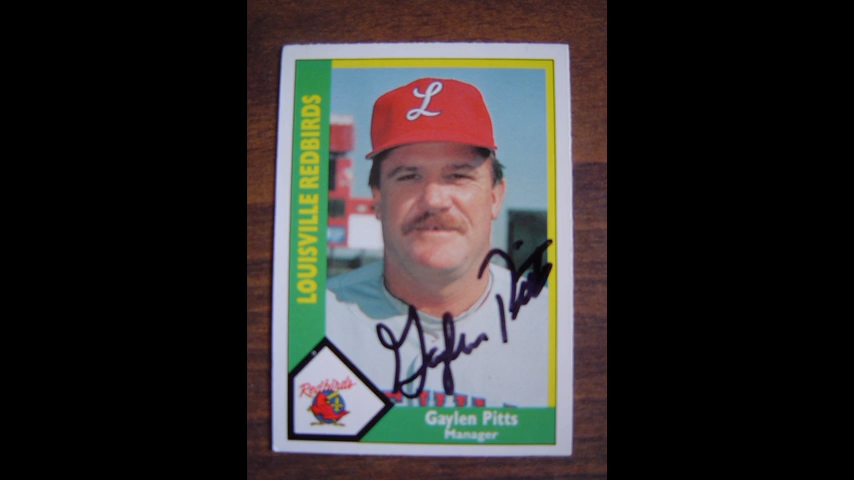 LOUISVILLE REDBIRDS
L
Gaylen Pitts
Redbirds
Gaylen Pitts
Manager